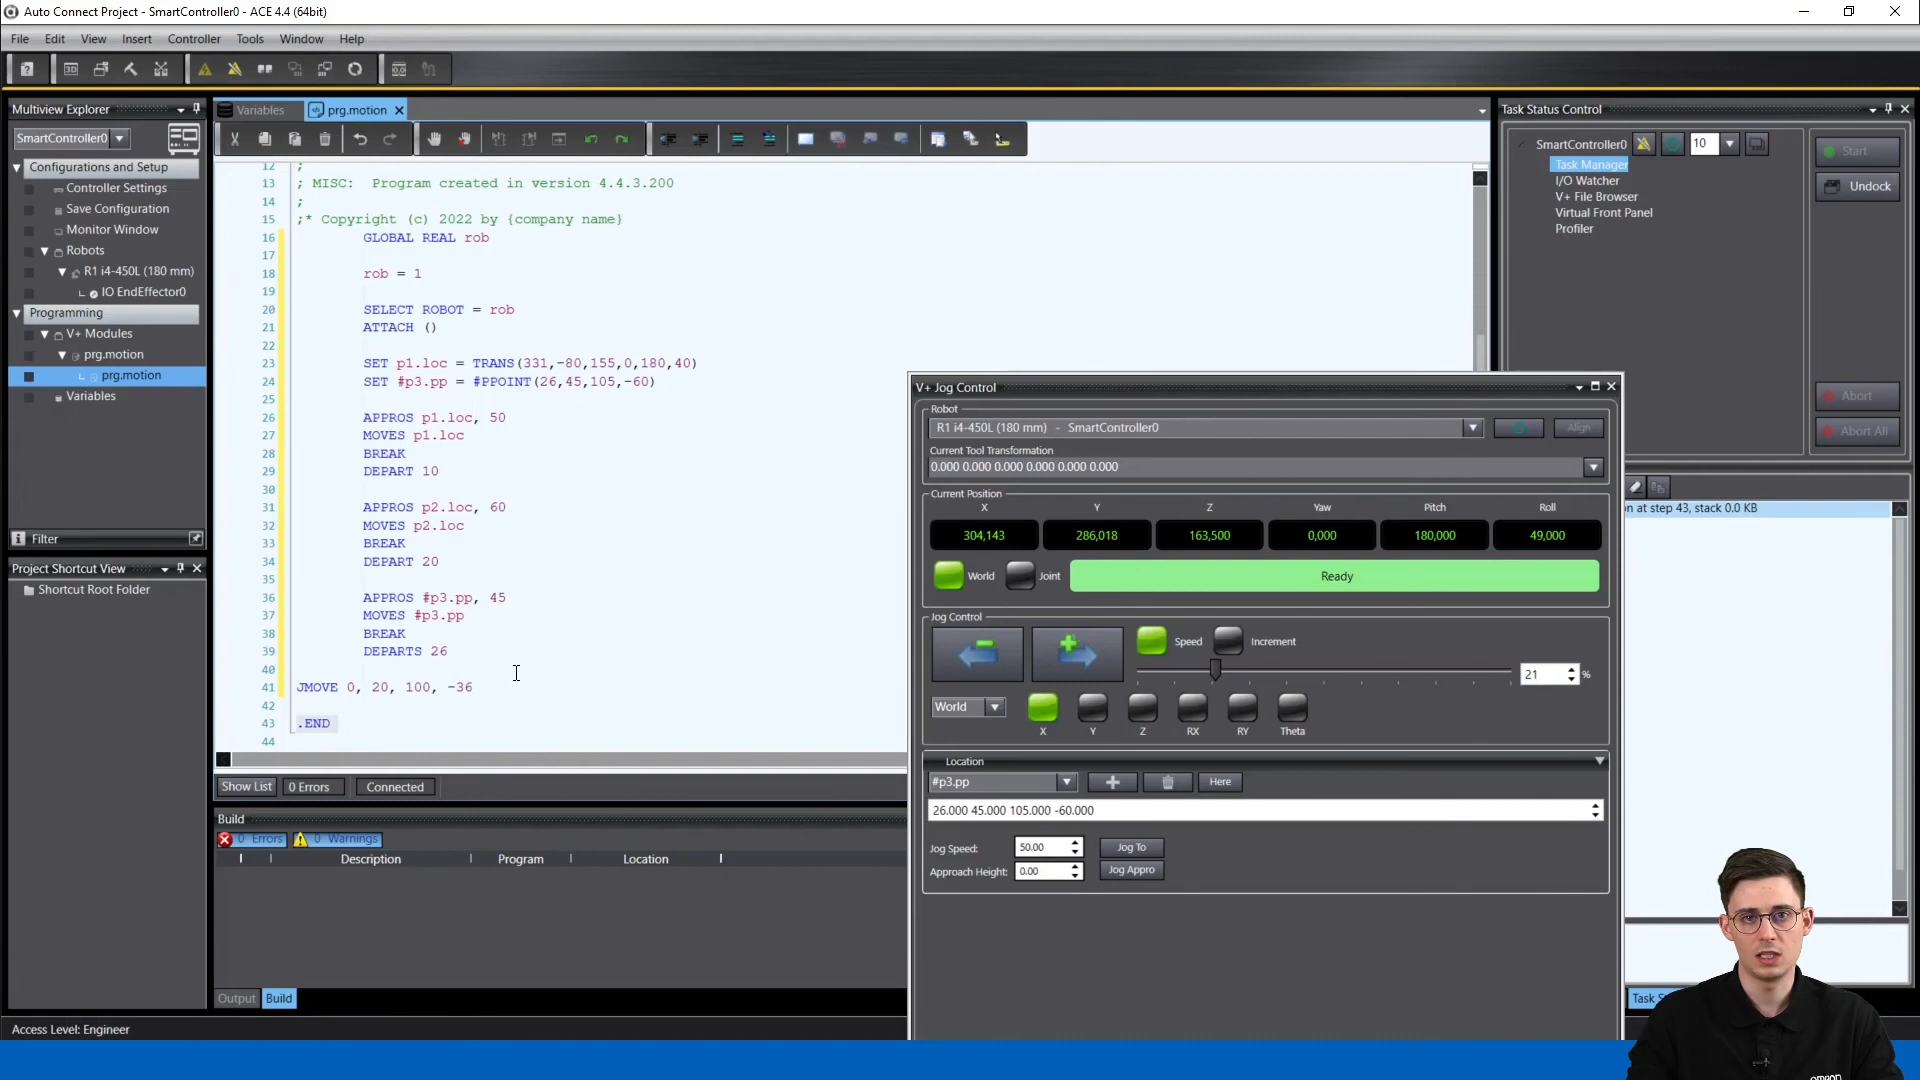 Auto Connect Project - SmartController0 - ACE 4.4 (64bit)
File Edit View Insert Controller Tools Window Help
Multiview Explorer
SmartController0
Configurations and Setup
Controller Settings
Save Configuration
Monitor Window
Robots
R1 i4-450L (180 mm)
IO EndEffector0
Programming
V+ Modules
prg.motion
prg.motion
Variables
Filter
Project Shortcut View
Shortcut Root Folder
Variables prg.motion
12 ;
13 ; MISC: Program created in version 4.4.3.200
14 ;
15 ;* Copyright (c) 2022 by {company name}
16 GLOBAL REAL rob
17
18 rob = 1
19
20 SELECT ROBOT = rob
21 ATTACH ()
22
23 SET p1.loc = TRANS(331,-80,155,0,180,40)
24 SET #p3.pp = #PPOINT(26,45,105,-60)
25
26 APPROS p1.loc, 50
27 MOVES p1.loc
28 BREAK
29 DEPART 10
30
31 APPROS p2.loc, 60
32 MOVES p2.loc
33 BREAK
34 DEPART 20
35
36 APPROS #p3.pp, 45
37 MOVES #p3.pp
38 BREAK
39 DEPARTS 26
40
41 JMOVE 0, 20, 100, -36
42
43 .END
44
Show List 0 Errors Connected
Build
0 Errors 0 Warnings
Description Program Location
Output Build
Access Level: Engineer
V+ Jog Control
Robot
R1 i4-450L (180 mm) - SmartController0
Align
Current Tool Transformation
0.000 0.000 0.000 0.000 0.000 0.000
Current Position
X Y Z Yaw Pitch Roll
304,143 286,018 163,500 0,000 180,000 49,000
World Joint Ready
Jog Control
Speed Increment
21 %
World
X Y Z RX RY Theta
Location
#p3.pp
Here
26.000 45.000 105.000 -60.000
Jog Speed: 50.00 Jog To
Approach Height: 0.00 Jog Appro
Task Status Control
SmartController0 10
Task Manager
I/O Watcher
V+ File Browser
Virtual Front Panel
Profiler
Start
Undock
Abort
Abort All
on at step 43, stack 0.0 KB
Task S
omron